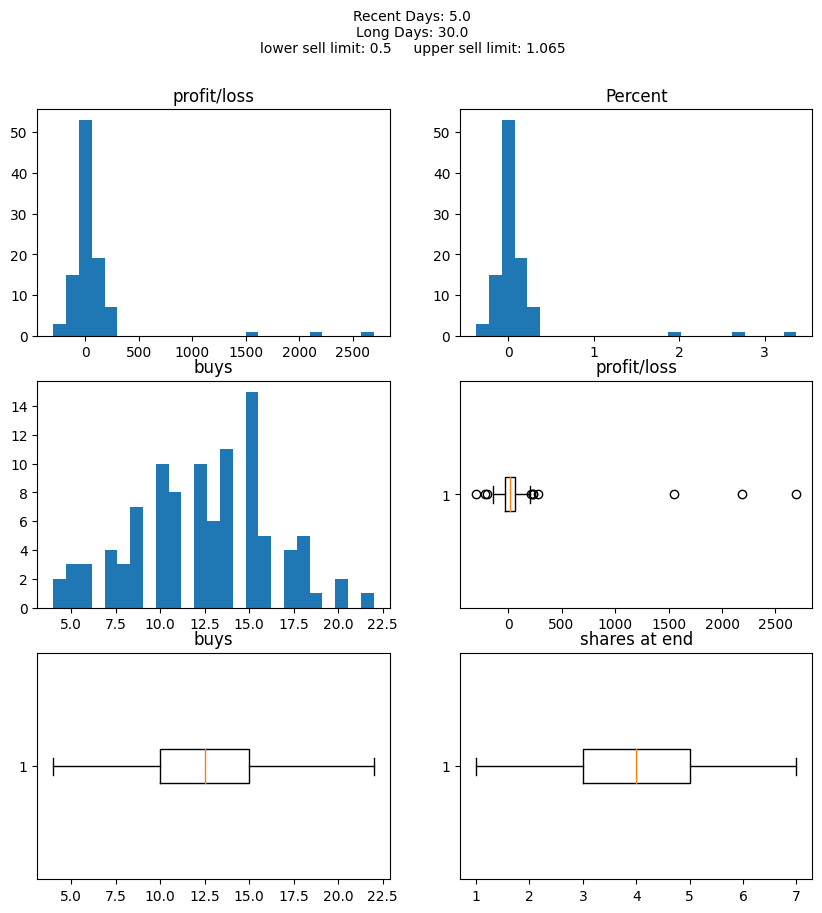 Recent Days: 5.0
Long Days: 30.0
lower sell limit: 0.5     upper sell limit: 1.065
profit/loss
50
40
30
20
10
0
0 500 1000 1500 2000 2500
Percent
50
40
30
20
10
0
0 1 2 3
buys
14
12
10
8
6
4
2
0
5.0 7.5 10.0 12.5 15.0 17.5 20.0 22.5
profit/loss
1
0 500 1000 1500 2000 2500
buys
1
5.0 7.5 10.0 12.5 15.0 17.5 20.0 22.5
shares at end
1
1 2 3 4 5 6 7